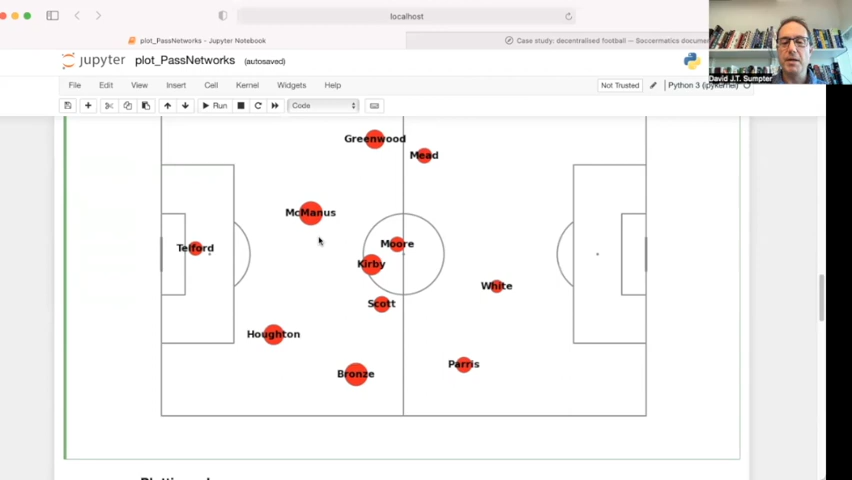 localhost
plot_PassNetworks - Jupyter Notebook
Case study: decentralised football — Soccermatics docume
jupyter plot_PassNetworks (autosaved)
David J.T. Sumpter
File Edit View Insert Cell Kernel Widgets Help
Not Trusted
Python 3 (ipykernel)
Run
Code
Greenwood
Mead
McManus
Moore
Telford
Kirby
White
Scott
Houghton
Parris
Bronze